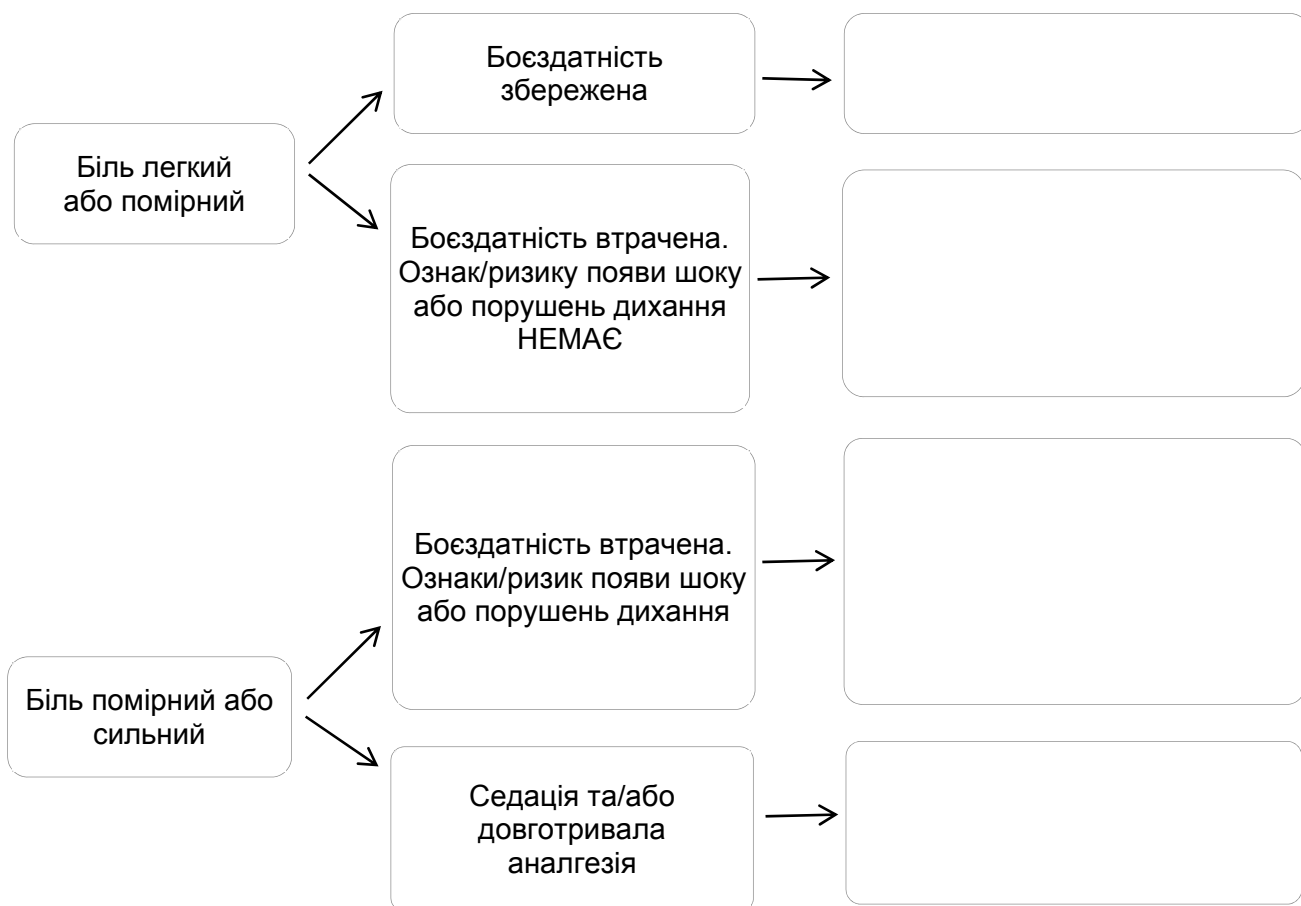 Біль легкий
або помірний
Боєздатність
збережена
Боєздатність втрачена.
Ознак/ризику появи шоку
або порушень дихання
НЕМАЄ
Біль помірний або
сильний
Боєздатність втрачена.
Ознаки/ризик появи шоку
або порушень дихання
Седація та/або
довготривала
аналгезія